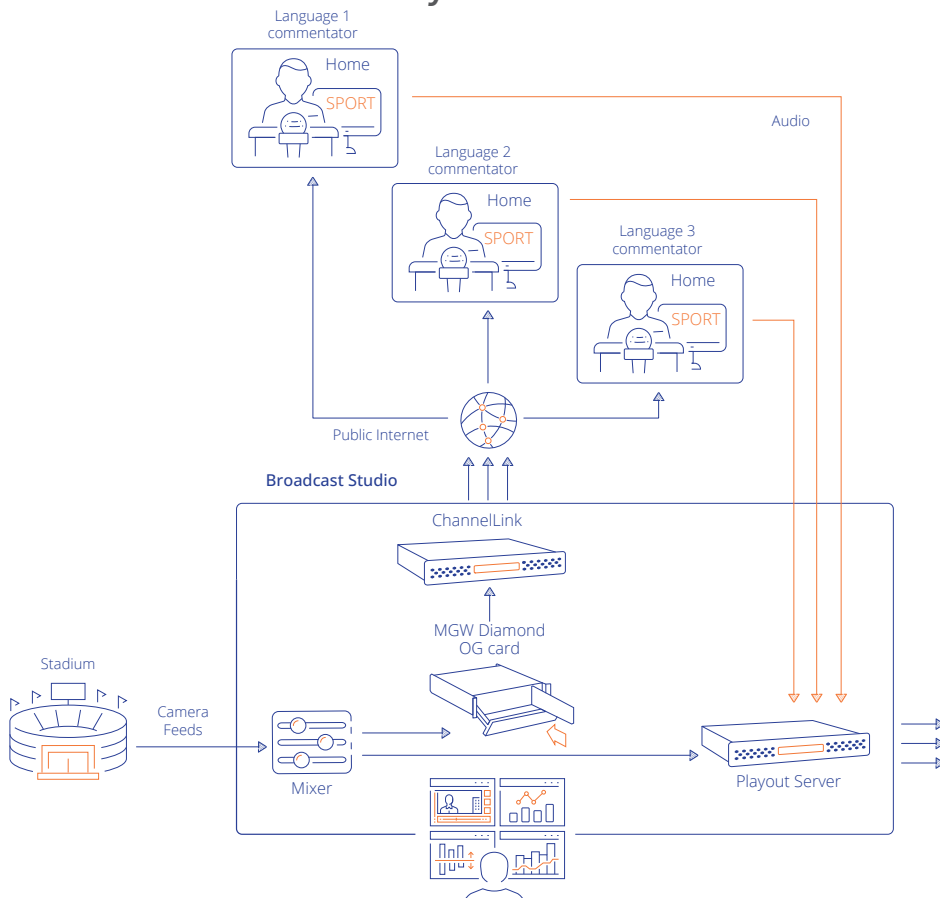 Language 1
commentator
Home
SPORT
Audio
Language 2
commentator
Home
SPORT
Language 3
commentator
Home
SPORT
Public Internet
Broadcast Studio
ChannelLink
MGW Diamond
OG card
Stadium
Camera
Feeds
Mixer
Playout Server